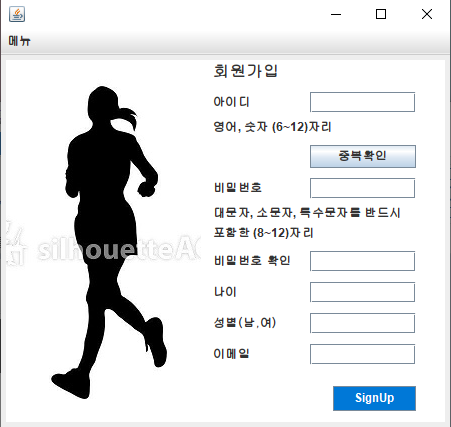 메뉴
회원가입
아이디
영어, 숫자 (6~12)자리
중복확인
비밀번호
대문자, 소문자, 특수문자를 반드시
포함한 (8~12)자리
비밀번호 확인
나이
성별(남,여)
이메일
SignUp
silhouetteAC